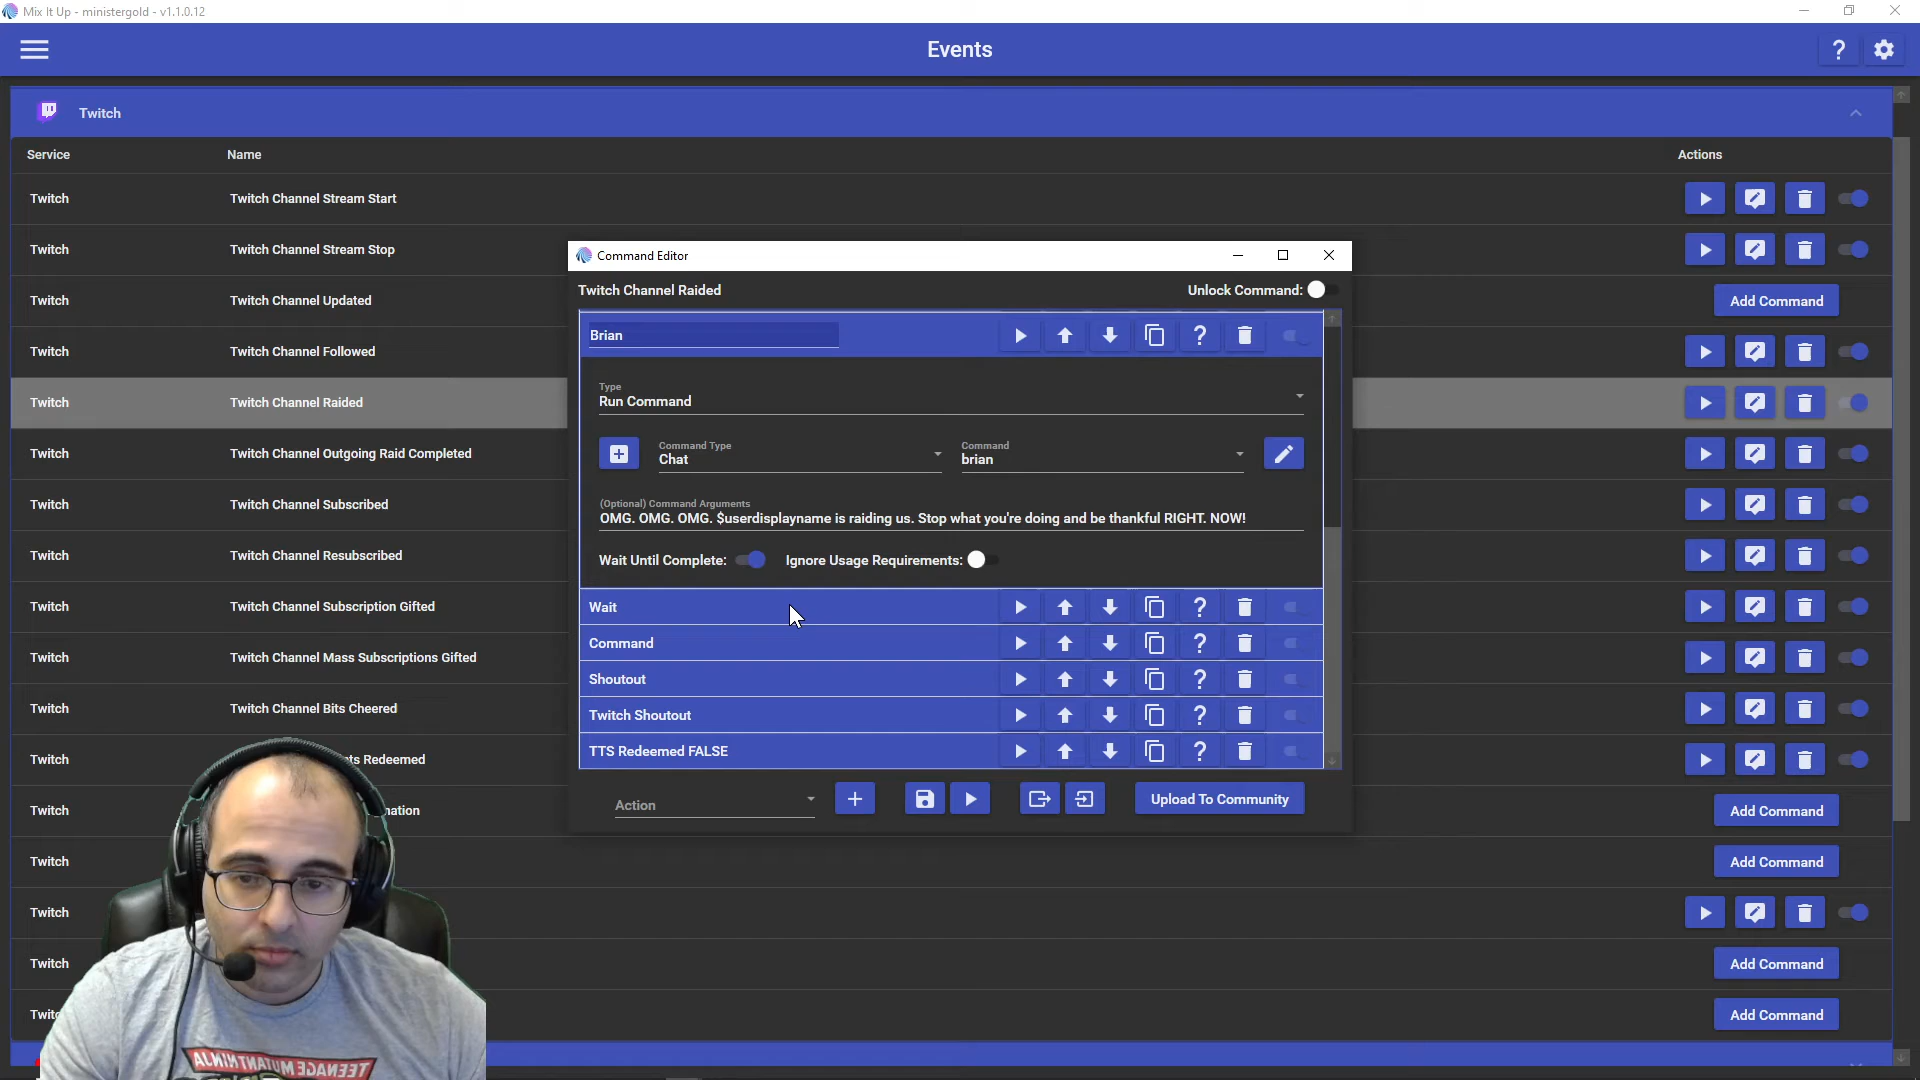 Mix It Up - ministergold - v1.1.0.12
Events
?
Twitch
Service Name Actions
Twitch Twitch Channel Stream Start
Twitch Twitch Channel Stream Stop
Twitch Twitch Channel Updated Add Command
Twitch Twitch Channel Followed
Twitch Twitch Channel Raided
Twitch Twitch Channel Outgoing Raid Completed
Twitch Twitch Channel Subscribed
Twitch Twitch Channel Resubscribed
Twitch Twitch Channel Subscription Gifted
Twitch Twitch Channel Mass Subscriptions Gifted
Twitch Twitch Channel Bits Cheered
Twitch Redeemed
Twitch Add Command
Twitch Add Command
Twitch
Twitch Add Command
Add Command
Command Editor
Twitch Channel Raided Unlock Command:
Brian ?
Type
Run Command
Command Type Command
Chat brian
(Optional) Command Arguments
OMG. OMG. OMG. $userdisplayname is raiding us. Stop what you're doing and be thankful RIGHT. NOW!
Wait Until Complete: Ignore Usage Requirements:
Wait ?
Command ?
Shoutout ?
Twitch Shoutout ?
TTS Redeemed FALSE ?
Action Upload To Community
TEENAGE MUTANT NINJA